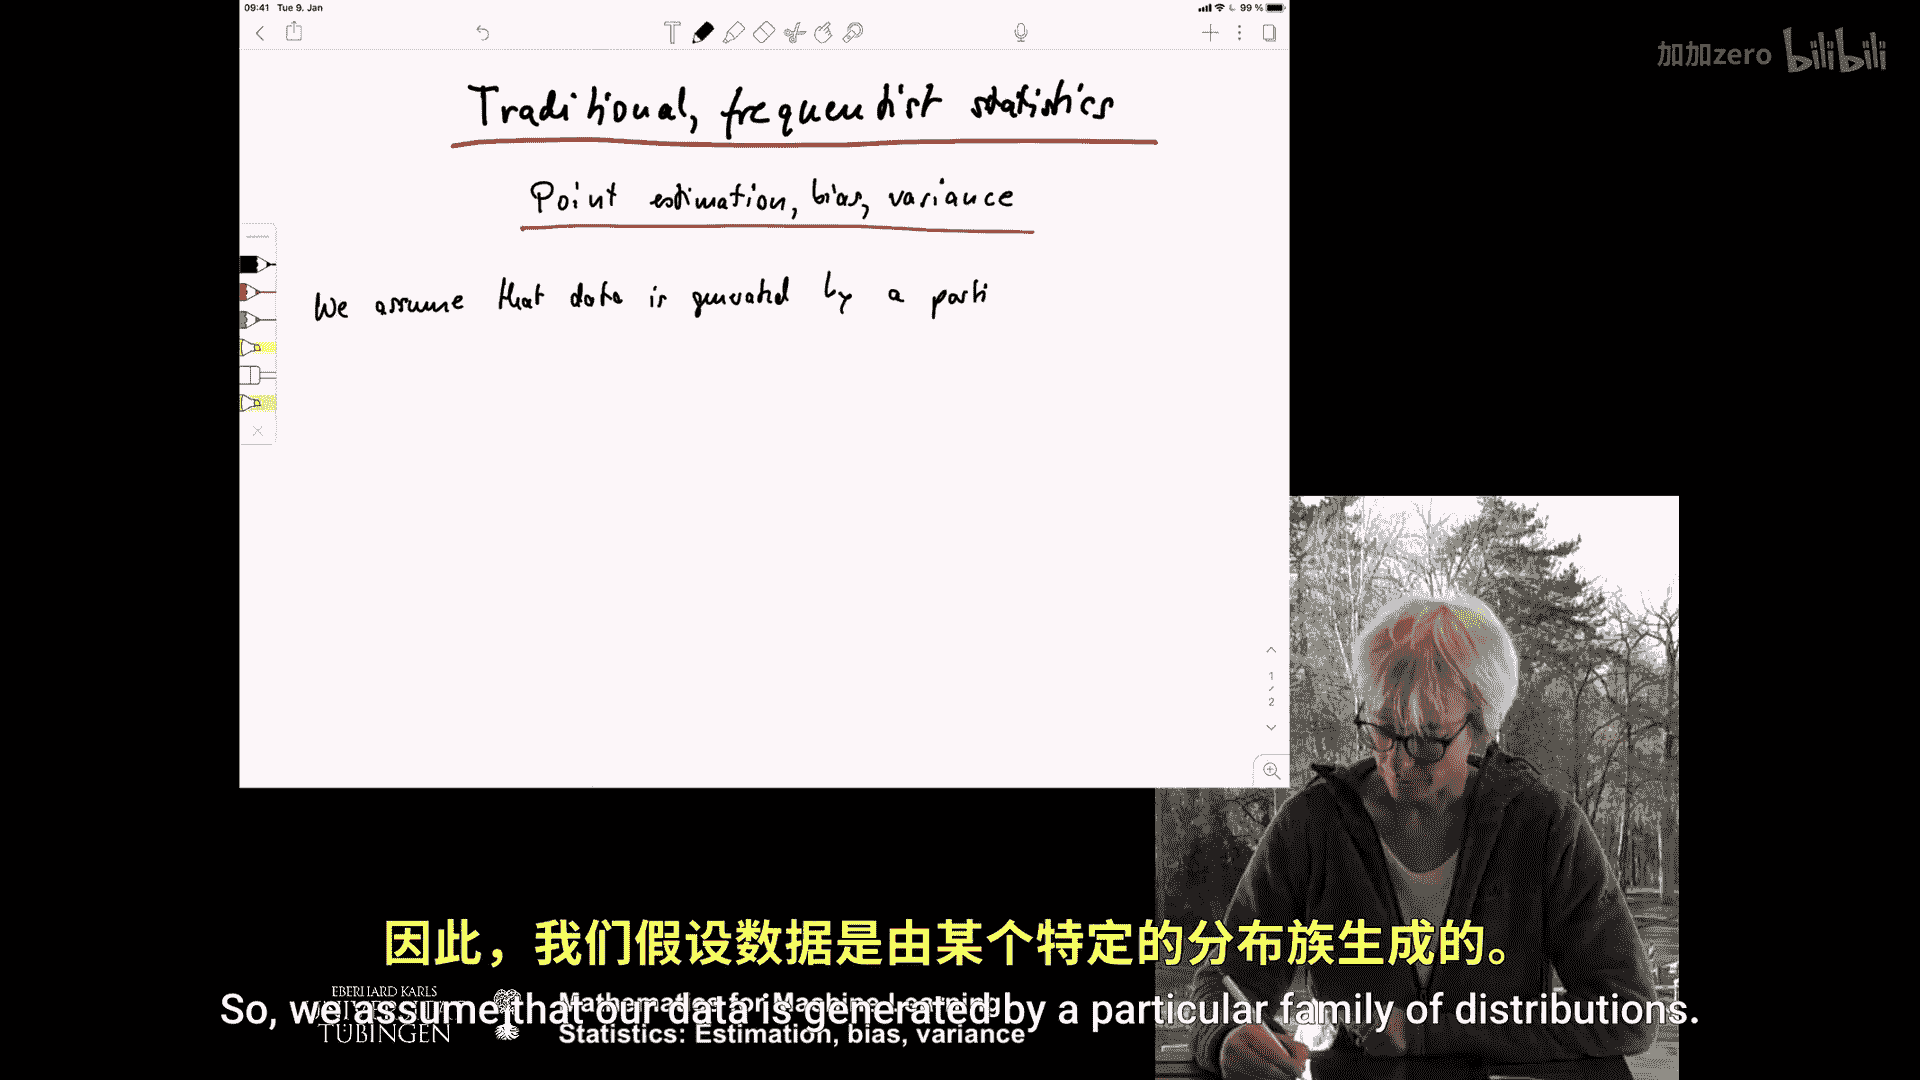 09:41 Tue 9. Jan
99 %
加加zero bilibili
Traditional, frequentist statistics
Point estimation, bias, variance
We assume that data is generated by a parti
1
2
因此，我们假设数据是由某个特定的分布族生成的。
So, we assume that our data is generated by a particular family of distributions.
EBERHARD KARLS
UNIVERSITÄT
TÜBINGEN
Mathematics for Machine Learning
Statistics: Estimation, bias, variance